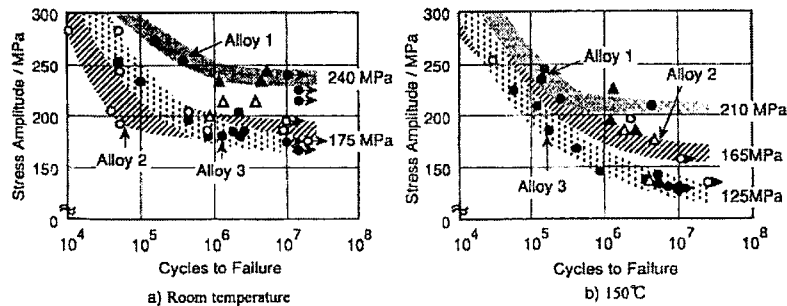 Stress Amplitude / MPa
300
250
200
150
0
Alloy 1
240 MPa
175 MPa
Alloy 2
Alloy 3
10^4 10^5 10^6 10^7 10^8
Cycles to Failure
a) Room temperature
Stress Amplitude / MPa
300
250
200
150
100
0
Alloy 1
Alloy 2
210 MPa
165MPa
Alloy 3
125MPa
10^4 10^5 10^6 10^7 10^8
Cycles to Failure
b) 150℃